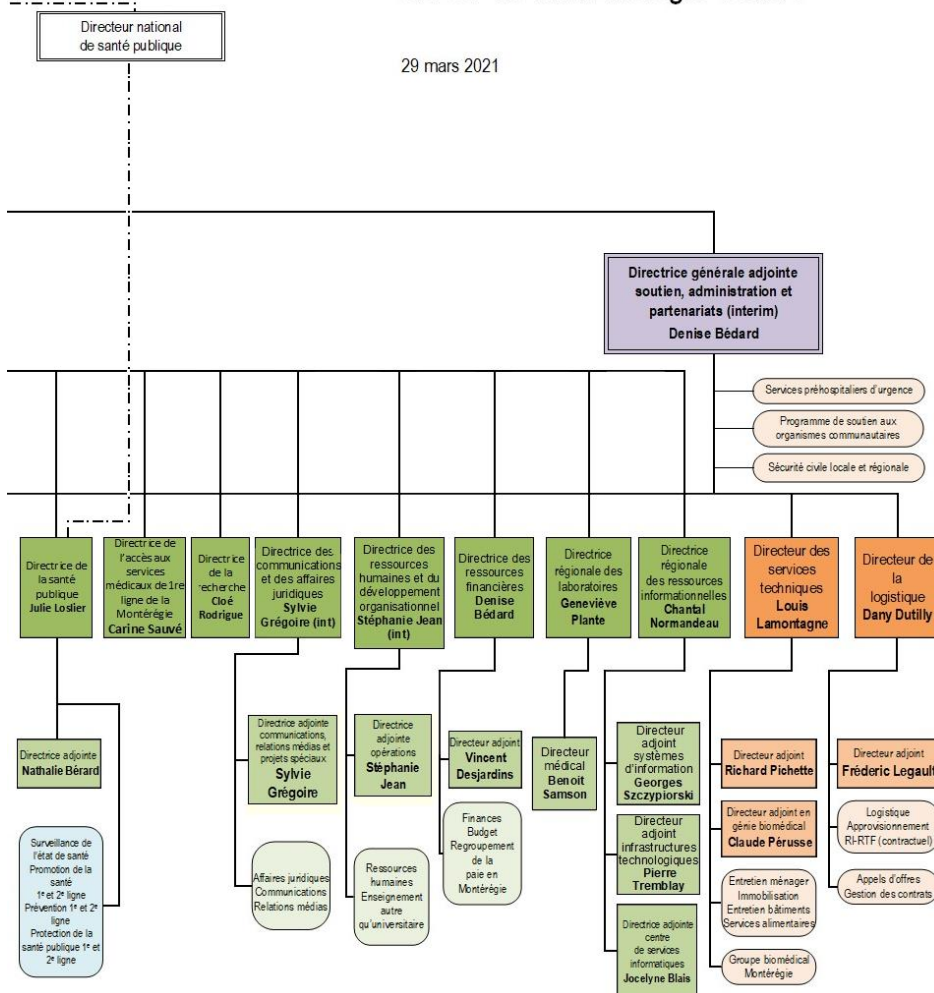 Directeur national
de santé publique
29 mars 2021
Directrice générale adjointe
soutien, administration et
partenariats (interim)
Denise Bédard
Services préhospitaliers d'urgence
Programme de soutien aux
organismes communautaires
Sécurité civile locale et régionale
Directrice de
la santé
publique
Julie Loslier
Directrice de
l'accès aux
services
médicaux de 1re
ligne de la
Montérégie
Carine Sauvé
Directrice
de la
recherche
Cloé
Rodrigue
Directrice des
communications
et des affaires
juridiques
Sylvie
Grégoire (int)
Directrice des
ressources
humaines et du
développement
organisationnel
Stéphanie Jean
(int)
Directrice des
ressources
financières
Denise
Bédard
Directrice
régionale des
laboratoires
Geneviève
Plante
Directrice
régionale
des ressources
informationnelles
Chantal
Normandeau
Directeur des
services
techniques
Louis
Lamontagne
Directeur de
la
logistique
Dany Dutilly
Directrice adjointe
Nathalie Bérard
Directrice adjointe
communications,
relations médias et
projets spéciaux
Sylvie
Grégoire
Directrice
adjointe
opérations
Stéphanie
Jean
Directeur adjoint
Vincent
Desjardins
Directeur
médical
Benoit
Samson
Directeur
adjoint
systèmes
d'information
Georges
Szczypiorski
Directeur adjoint
Richard Pichette
Directeur adjoint
Fréderic Legault
Directeur adjoint en
génie biomédical
Claude Pérusse
Directeur
adjoint
infrastructures
technologiques
Pierre
Tremblay
Directrice adjointe
centre
de services
informatiques
Jocelyne Blais
Surveillance de
l'état de santé
Promotion de la
santé
1e et 2e ligne
Prévention 1e et 2e
ligne
Protection de la
santé publique 1e et
2e ligne
Affaires juridiques
Communications
Relations médias
Ressources
humaines
Enseignement
autre
qu'universitaire
Finances
Budget
Regroupement
de la
paie en
Montérégie
Entretien ménager
Immobilisation
Entretien bâtiments
Services alimentaires
Groupe biomédical
Montérégie
Logistique
Approvisionnement
RI-RTF (contractuel)
Appels d'offres
Gestion des contrats